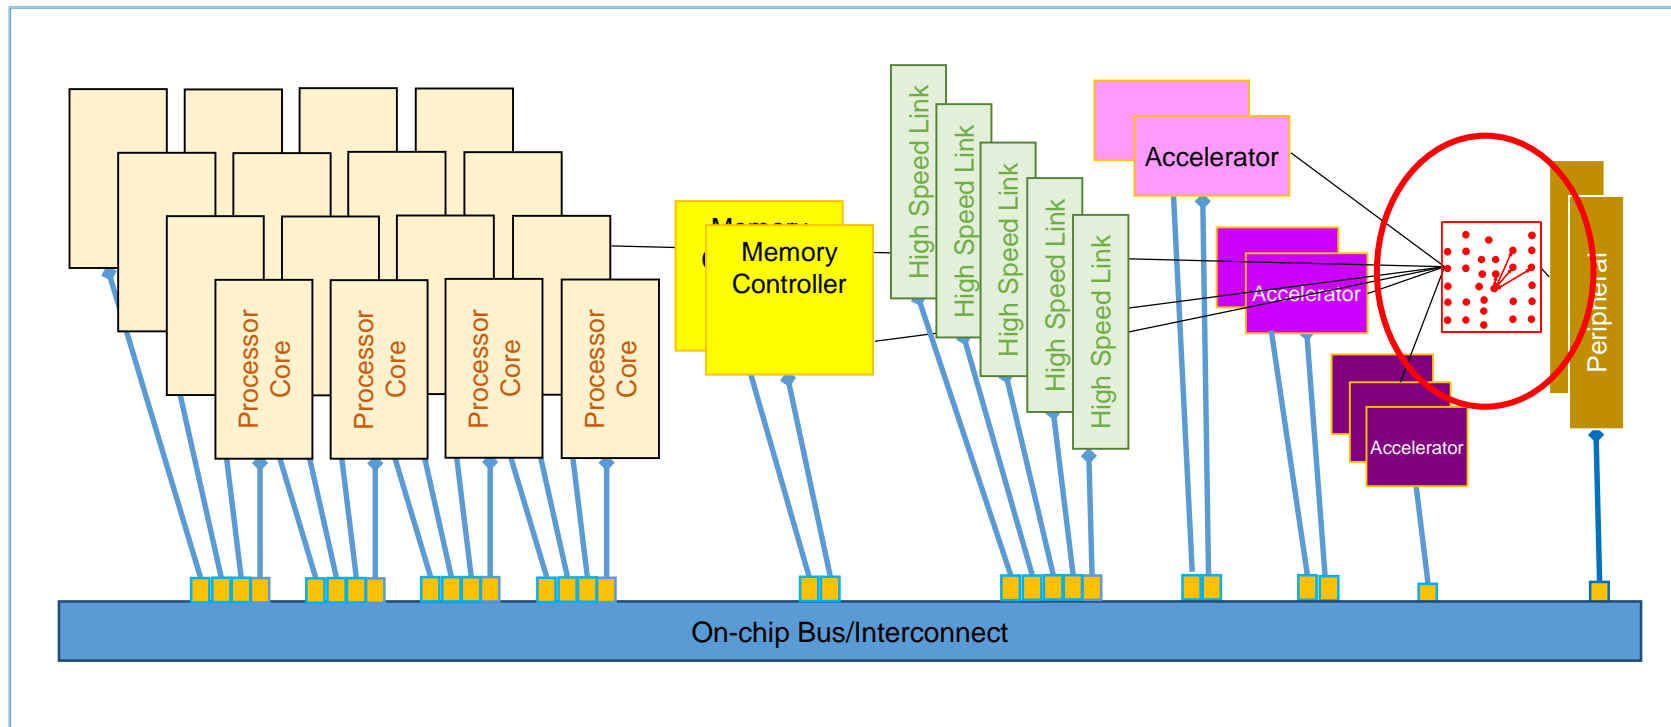 Processor
Core
Processor
Core
Processor
Core
Processor
Core
Memory
Memory
Controller
High Speed Link
High Speed Link
High Speed Link
High Speed Link
High Speed Link
Accelerator
Accelerator
Accelerator
Peripheral
On-chip Bus/Interconnect